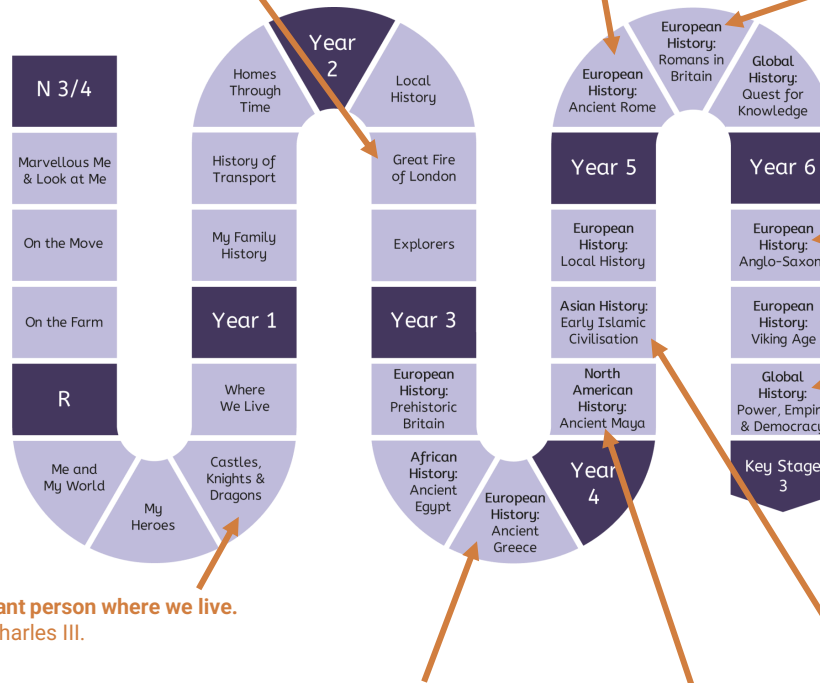 N 3/4
Marvellous Me
& Look at Me
On the Move
On the Farm
R
Me and
My World
My
Heroes
Castles,
Knights &
Dragons
Where
We Live
Year 1
My Family
History
History of
Transport
Homes
Through
Time
Year
2
Local
History
Great Fire
of London
Explorers
Year 3
European
History:
Prehistoric
Britain
African
History:
Ancient
Egypt
European
History:
Ancient
Greece
Year
4
North
American
History:
Ancient Maya
Asian History:
Early Islamic
Civilisation
European
History:
Local History
Year 5
European
History:
Ancient Rome
European
History:
Romans in
Britain
Global
History:
Quest for
Knowledge
Year 6
European
History:
Anglo-Saxon
European
History:
Viking Age
Global
History:
Power, Empir
& Democracy
Key Stage
3
ant person where we live.
harles III.